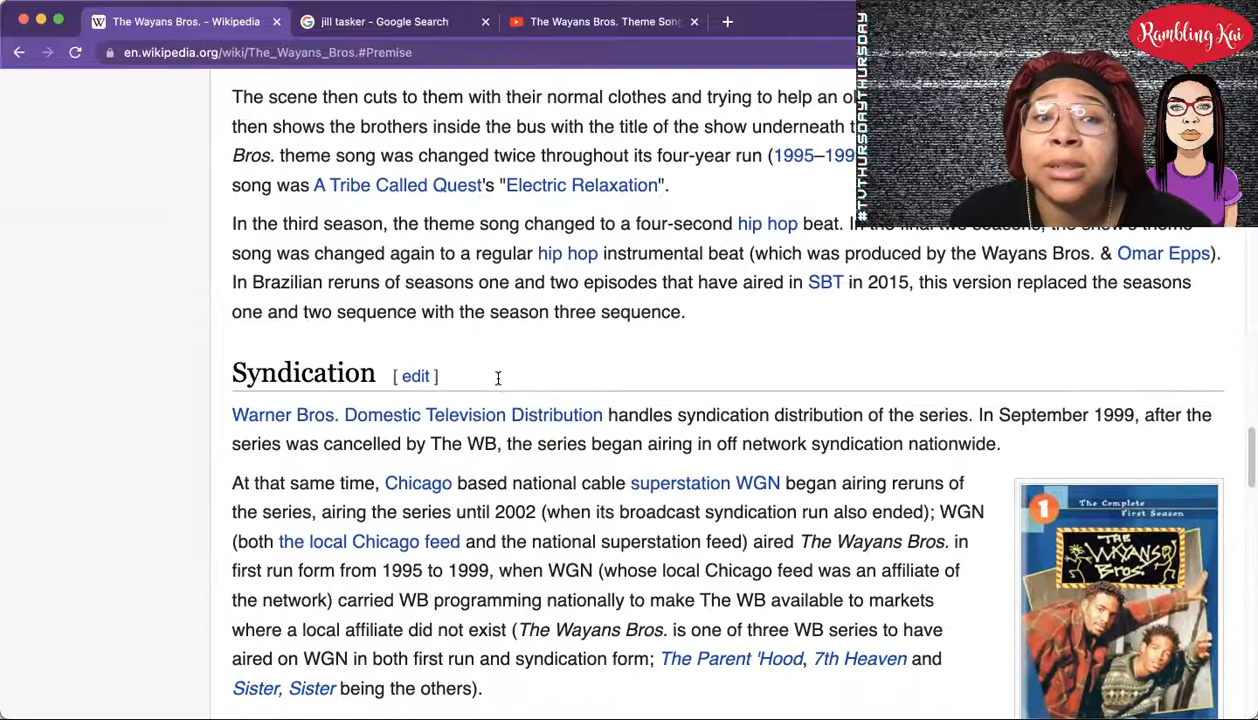 The Wayans Bros. - Wikipedia
jill tasker - Google Search
The Wayans Bros. Theme Song
en.wikipedia.org/wiki/The_Wayans_Bros.#Premise
#TVTHURSDAYTHURSDAY
Rambling Kai
The scene then cuts to them with their normal clothes and trying to help an
then shows the brothers inside the bus with the title of the show underneath
Bros. theme song was changed twice throughout its four-year run (1995–199
song was A Tribe Called Quest's "Electric Relaxation".
In the third season, the theme song changed to a four-second hip hop beat. In the final two seasons, the show's theme
song was changed again to a regular hip hop instrumental beat (which was produced by the Wayans Bros. & Omar Epps).
In Brazilian reruns of seasons one and two episodes that have aired in SBT in 2015, this version replaced the seasons
one and two sequence with the season three sequence.
Syndication [ edit ]
Warner Bros. Domestic Television Distribution handles syndication distribution of the series. In September 1999, after the
series was cancelled by The WB, the series began airing in off network syndication nationwide.
At that same time, Chicago based national cable superstation WGN began airing reruns of
the series, airing the series until 2002 (when its broadcast syndication run also ended); WGN
(both the local Chicago feed and the national superstation feed) aired The Wayans Bros. in
first run form from 1995 to 1999, when WGN (whose local Chicago feed was an affiliate of
the network) carried WB programming nationally to make The WB available to markets
where a local affiliate did not exist (The Wayans Bros. is one of three WB series to have
aired on WGN in both first run and syndication form; The Parent 'Hood, 7th Heaven and
Sister, Sister being the others).
1
The Complete
First Season
THE
WAYANS
BROS.